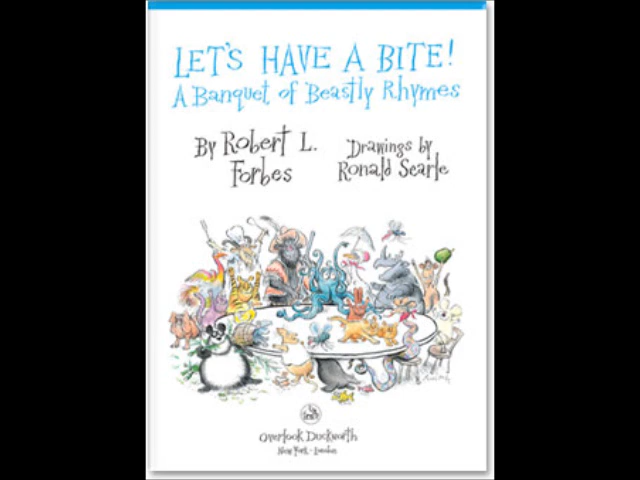 LET'S HAVE A BITE!
A Banquet of Beastly Rhymes
By Robert L. Forbes
Drawings by Ronald Searle
Overlook Duckworth
New York - London